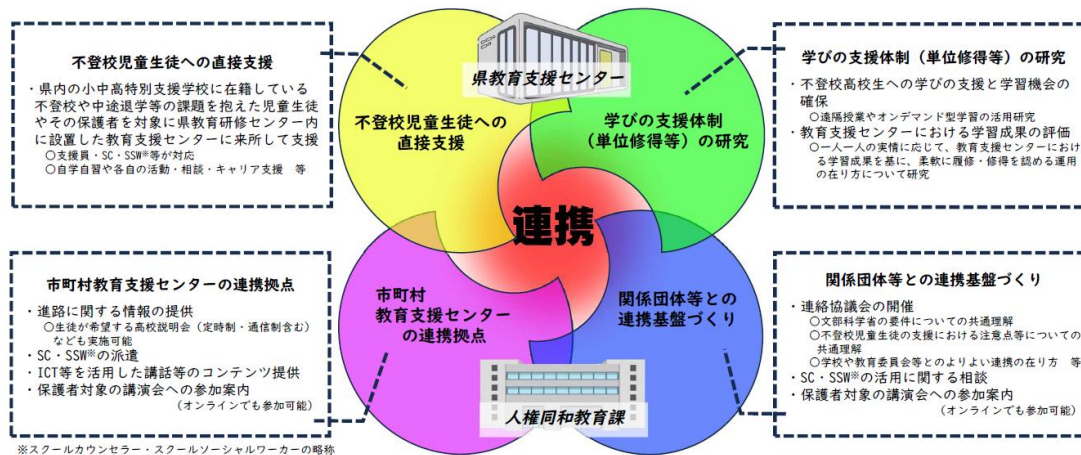 不登校児童生徒への直接支援
・県内の小中高特別支援学校に在籍している
不登校や中途退学等の課題を抱えた児童生徒
やその保護者を対象に県教育研修センター内
に設置した教育支援センターに来所して支援
○支援員・SC・SSW※等が対応
○自学自習や各自の活動・相談・キャリア支援　等
県教育支援センター
不登校児童生徒への
直接支援
学びの支援体制
（単位修得等）の研究
学びの支援体制（単位修得等）の研究
・不登校高校生への学びの支援と学習機会の
確保
○遠隔授業やオンデマンド型学習の活用研究
・教育支援センターにおける学習成果の評価
○一人一人の実情に応じて、教育支援センターにおけ
る学習成果を基に、柔軟に履修・修得を認める運用
の在り方について研究
連携
市町村教育支援センターの連携拠点
・進路に関する情報の提供
○生徒が希望する高校説明会（定時制・通信制含む）
なども実施可能
・SC・SSW※の派遣
・ICT等を活用した講話等のコンテンツ提供
・保護者対象の講演会への参加案内
（オンラインでも参加可能）
市町村
教育支援センター
の連携拠点
関係団体等との
連携基盤づくり
人権同和教育課
関係団体等との連携基盤づくり
・連絡協議会の開催
○文部科学省の要件についての共通理解
○不登校児童生徒の支援における注意点等についての
共通理解
○学校や教育委員会等とのよりよい連携の在り方　等
・SC・SSW※の活用に関する相談
・保護者対象の講演会への参加案内
（オンラインでも参加可能）
※スクールカウンセラー・スクールソーシャルワーカーの略称